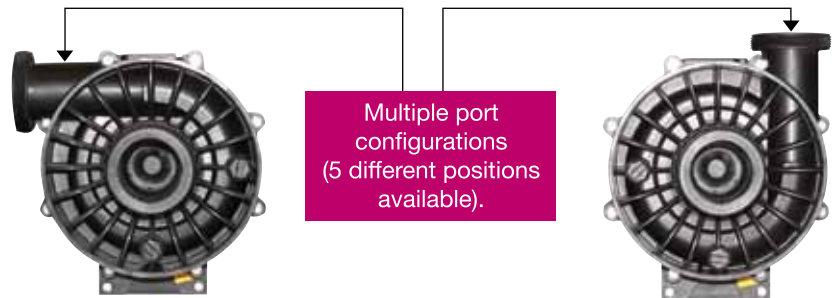 Multiple port
configurations
(5 different positions
available).